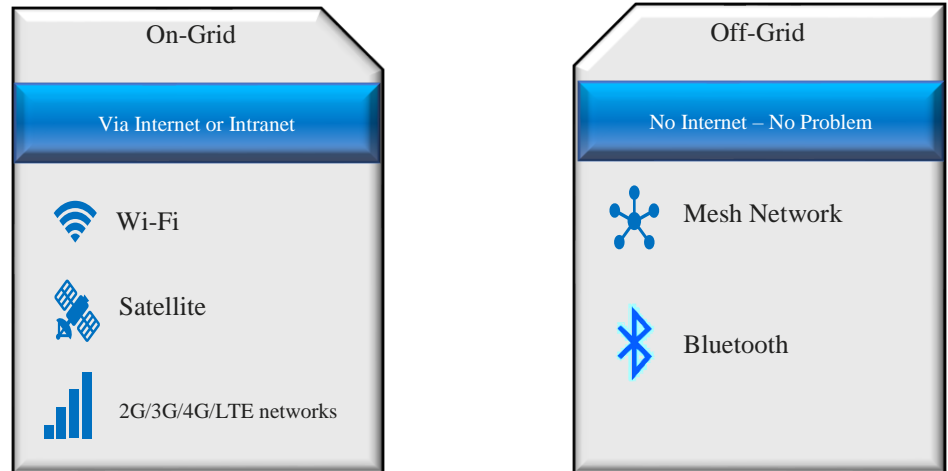 On-Grid
Via Internet or Intranet
Wi-Fi
Satellite
2G/3G/4G/LTE networks
Off-Grid
No Internet – No Problem
Mesh Network
Bluetooth